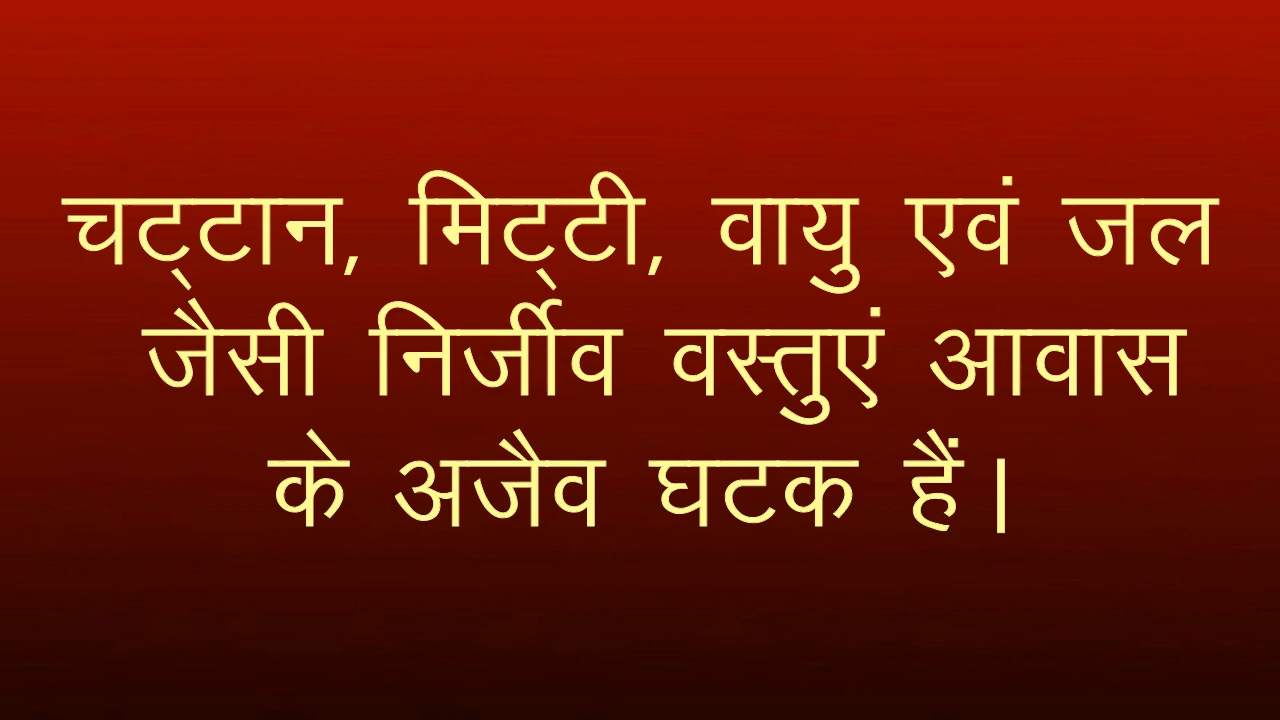 चट्टान, मिट्टी, वायु एवं जल
जैसी निर्जीव वस्तुएं आवास
के अजैव घटक हैं।